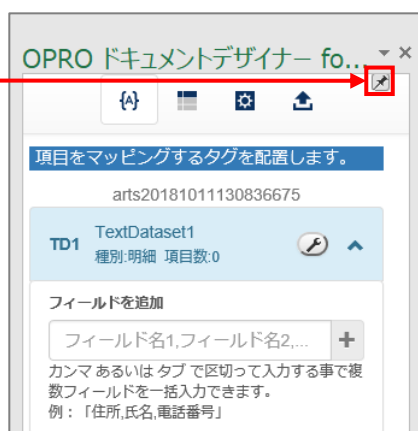 OPRO ドキュメントデザイナー fo...
{A}
項目をマッピングするタグを配置します。
arts20181011130836675
TD1
TextDataset1
種別:明細 項目数:0
フィールドを追加
フィールド名1,フィールド名2,...
カンマ あるいは タブ で区切って入力する事で複
数フィールドを一括入力できます。
例：「住所,氏名,電話番号」